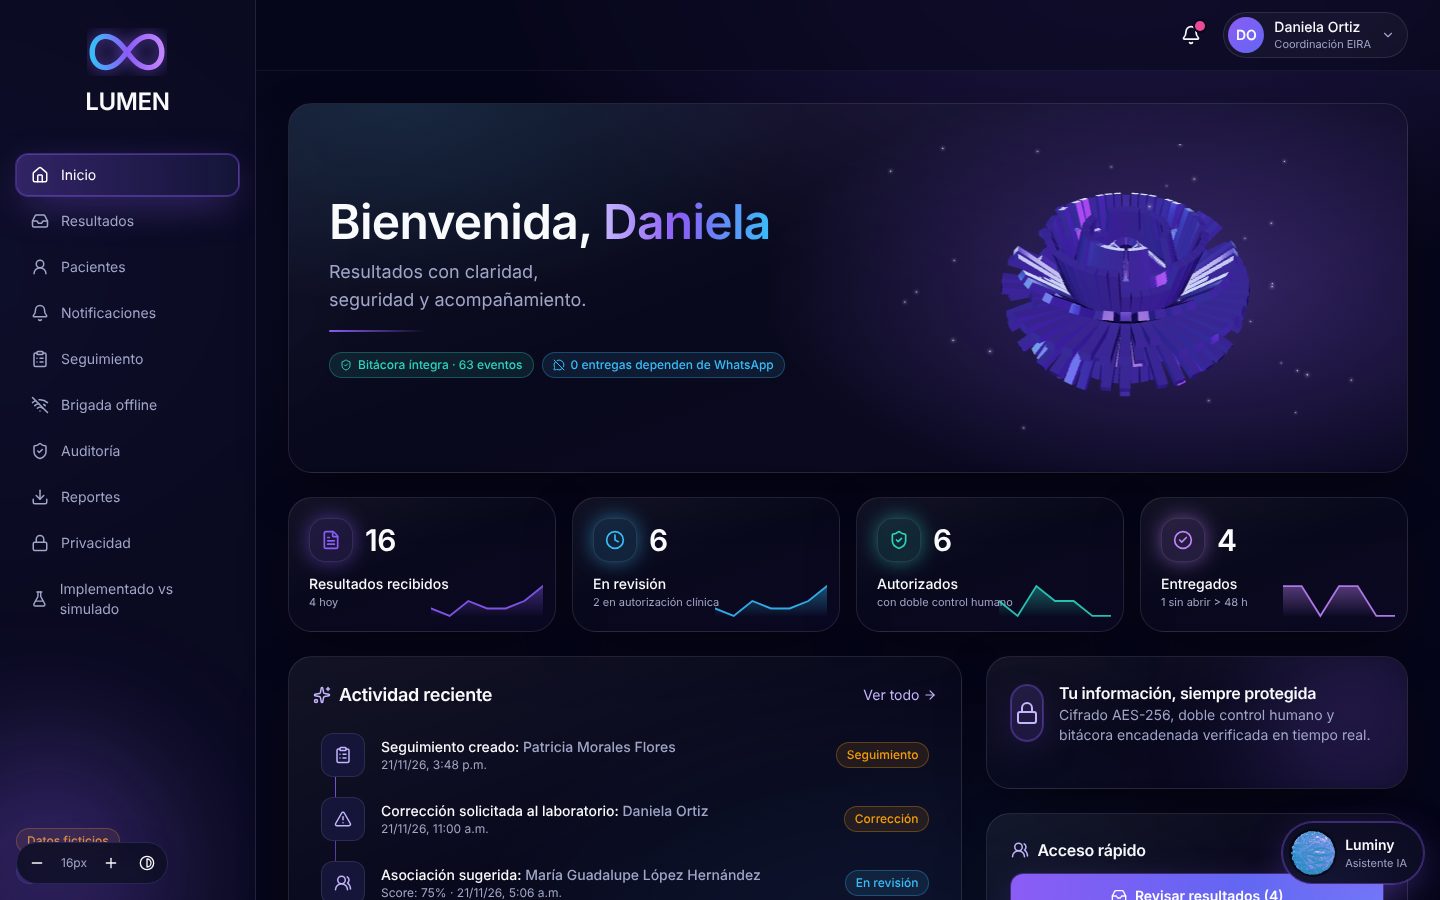 LUMEN
Inicio
Resultados
Pacientes
Notificaciones
Seguimiento
Brigada offline
Auditoría
Reportes
Privacidad
Implementado vs
simulado
Datos ficticios
16px
DO
Daniela Ortiz
Coordinación EIRA
Bienvenida, Daniela
Resultados con claridad,
seguridad y acompañamiento.
Bitácora íntegra · 63 eventos
0 entregas dependen de WhatsApp
16
Resultados recibidos
4 hoy
6
En revisión
2 en autorización clínica
6
Autorizados
con doble control humano
4
Entregados
1 sin abrir > 48 h
Actividad reciente
Ver todo
Seguimiento creado: Patricia Morales Flores
21/11/26, 3:48 p.m.
Seguimiento
Corrección solicitada al laboratorio: Daniela Ortiz
21/11/26, 11:00 a.m.
Corrección
Asociación sugerida: María Guadalupe López Hernández
Score: 75% · 21/11/26, 5:06 a.m.
En revisión
Tu información, siempre protegida
Cifrado AES-256, doble control humano y
bitácora encadenada verificada en tiempo real.
Acceso rápido
Revisar resultados (4)
Luminy
Asistente IA